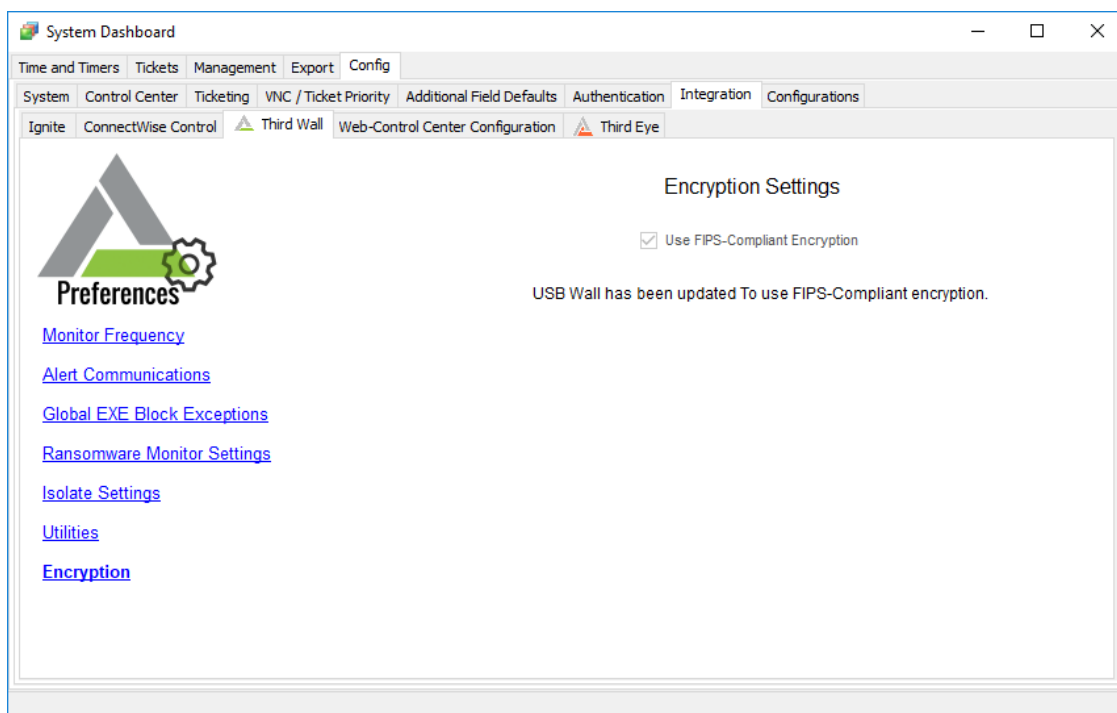 System Dashboard
Time and Timers Tickets Management Export Config
System Control Center Ticketing VNC / Ticket Priority Additional Field Defaults Authentication Integration Configurations
Ignite ConnectWise Control Third Wall Web-Control Center Configuration Third Eye
Preferences
Monitor Frequency
Alert Communications
Global EXE Block Exceptions
Ransomware Monitor Settings
Isolate Settings
Utilities
Encryption
Encryption Settings
Use FIPS-Compliant Encryption
USB Wall has been updated To use FIPS-Compliant encryption.